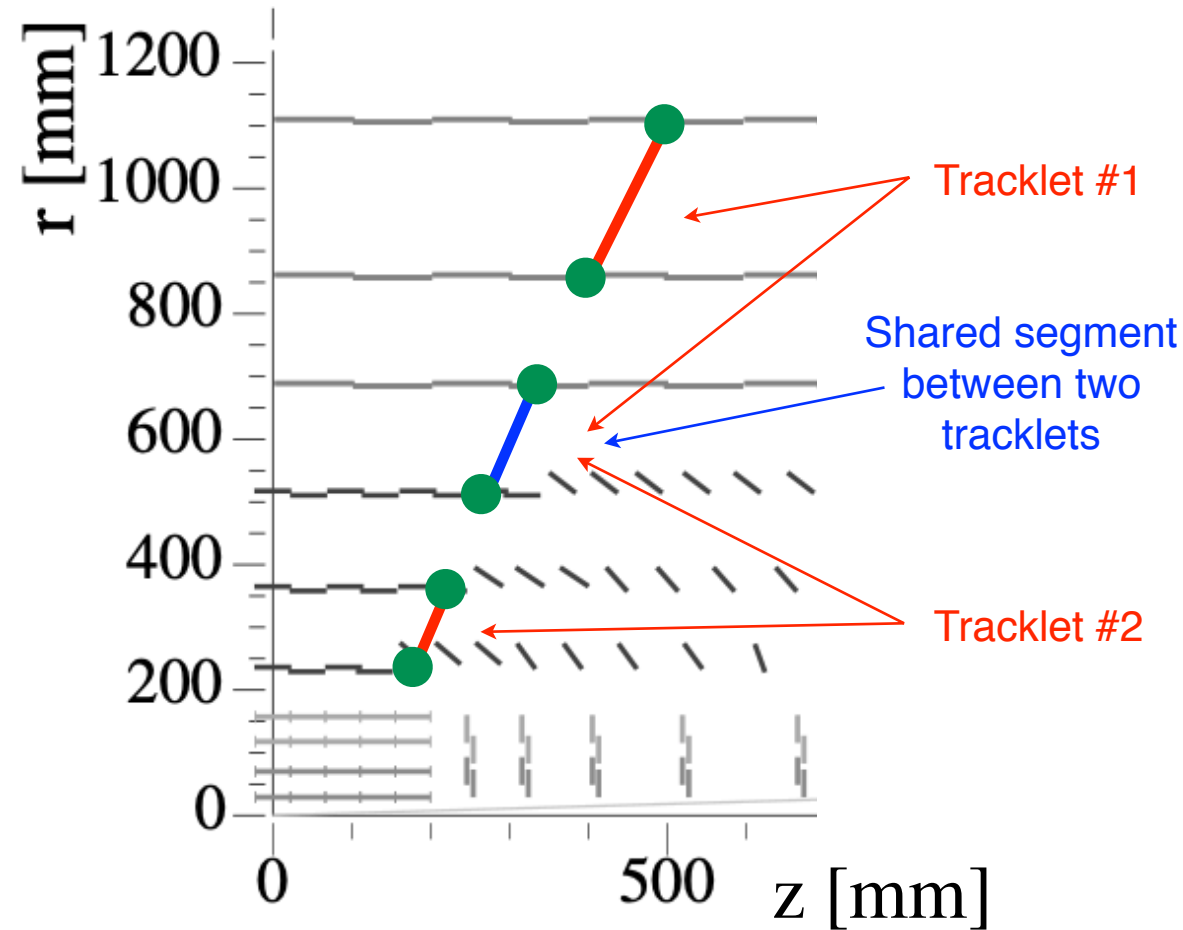 r [mm]
1200
1000
800
600
400
200
0
0
500
z [mm]
Tracklet #1
Shared segment
between two
tracklets
Tracklet #2